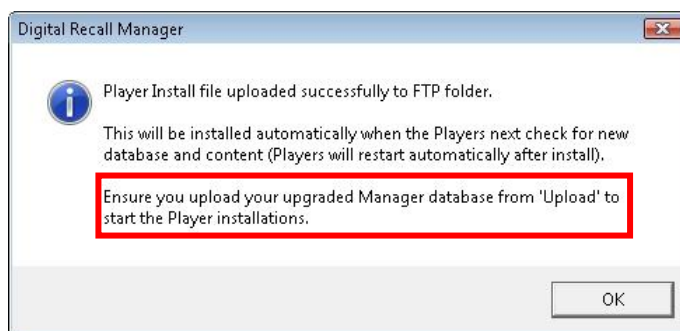 Digital Recall Manager
Player Install file uploaded successfully to FTP folder.
This will be installed automatically when the Players next check for new
database and content (Players will restart automatically after install).
Ensure you upload your upgraded Manager database from 'Upload' to
start the Player installations.
OK